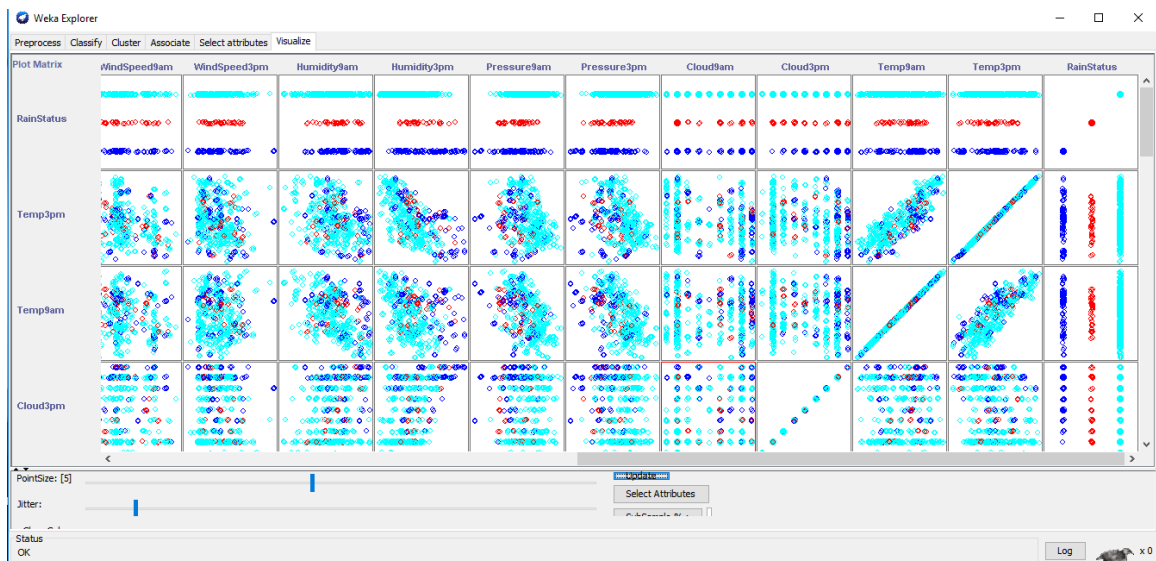 Weka Explorer
Preprocess Classify Cluster Associate Select attributes Visualize
Plot Matrix WindSpeed9am WindSpeed3pm Humidity9am Humidity3pm Pressure9am Pressure3pm Cloud9am Cloud3pm Temp9am Temp3pm RainStatus
RainStatus
Temp3pm
Temp9am
Cloud3pm
PointSize: [5]
Update
Select Attributes
Jitter:
Status
OK
Log
x 0